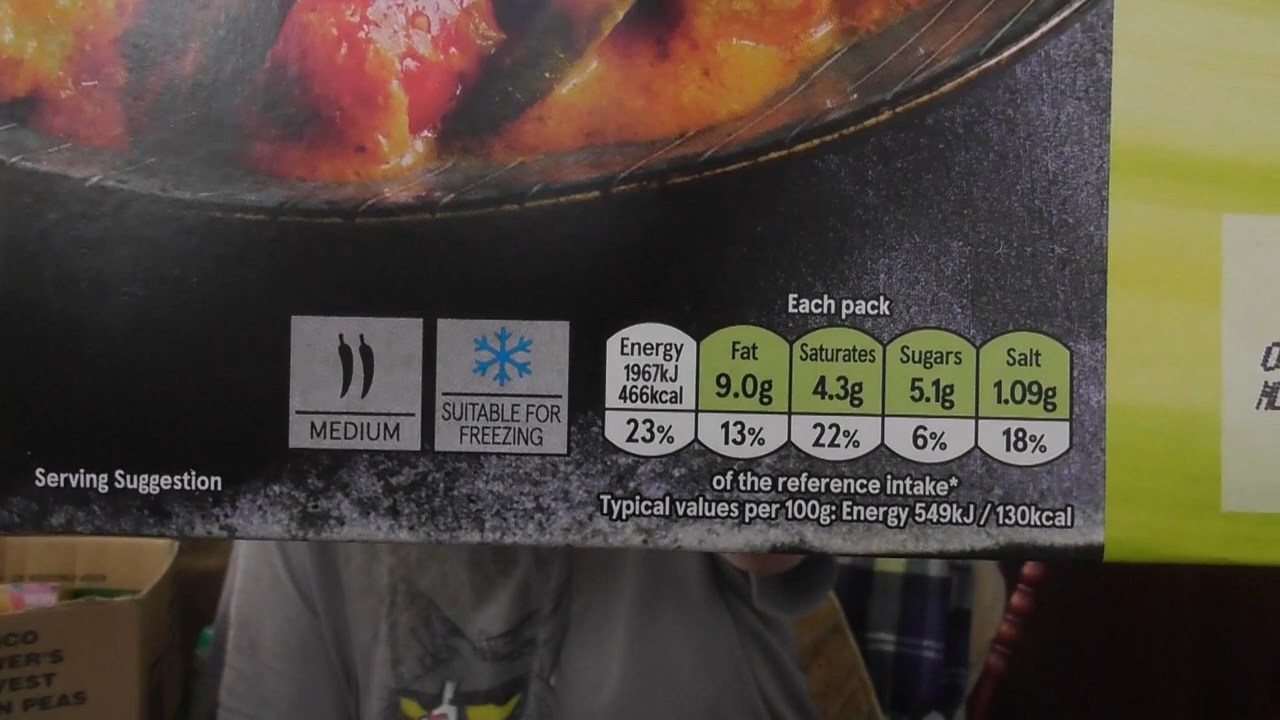 Each pack
Energy
1967kJ
466kcal
23%
Fat
9.0g
13%
Saturates
4.3g
22%
Sugars
5.1g
6%
Salt
1.09g
18%
of the reference intake*
Typical values per 100g: Energy 549kJ / 130kcal
MEDIUM
SUITABLE FOR
FREEZING
Serving Suggestion
PEAS